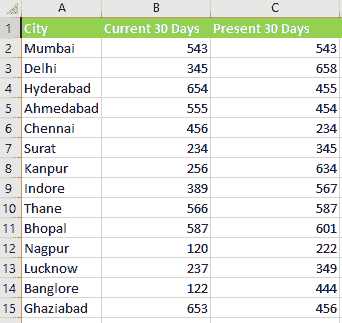 A B C
1 City Current 30 Days Present 30 Days
2 Mumbai 543 543
3 Delhi 345 658
4 Hyderabad 654 455
5 Ahmedabad 555 454
6 Chennai 456 234
7 Surat 234 345
8 Kanpur 256 634
9 Indore 389 567
10 Thane 566 587
11 Bhopal 587 601
12 Nagpur 120 222
13 Lucknow 237 349
14 Banglore 122 444
15 Ghaziabad 653 456